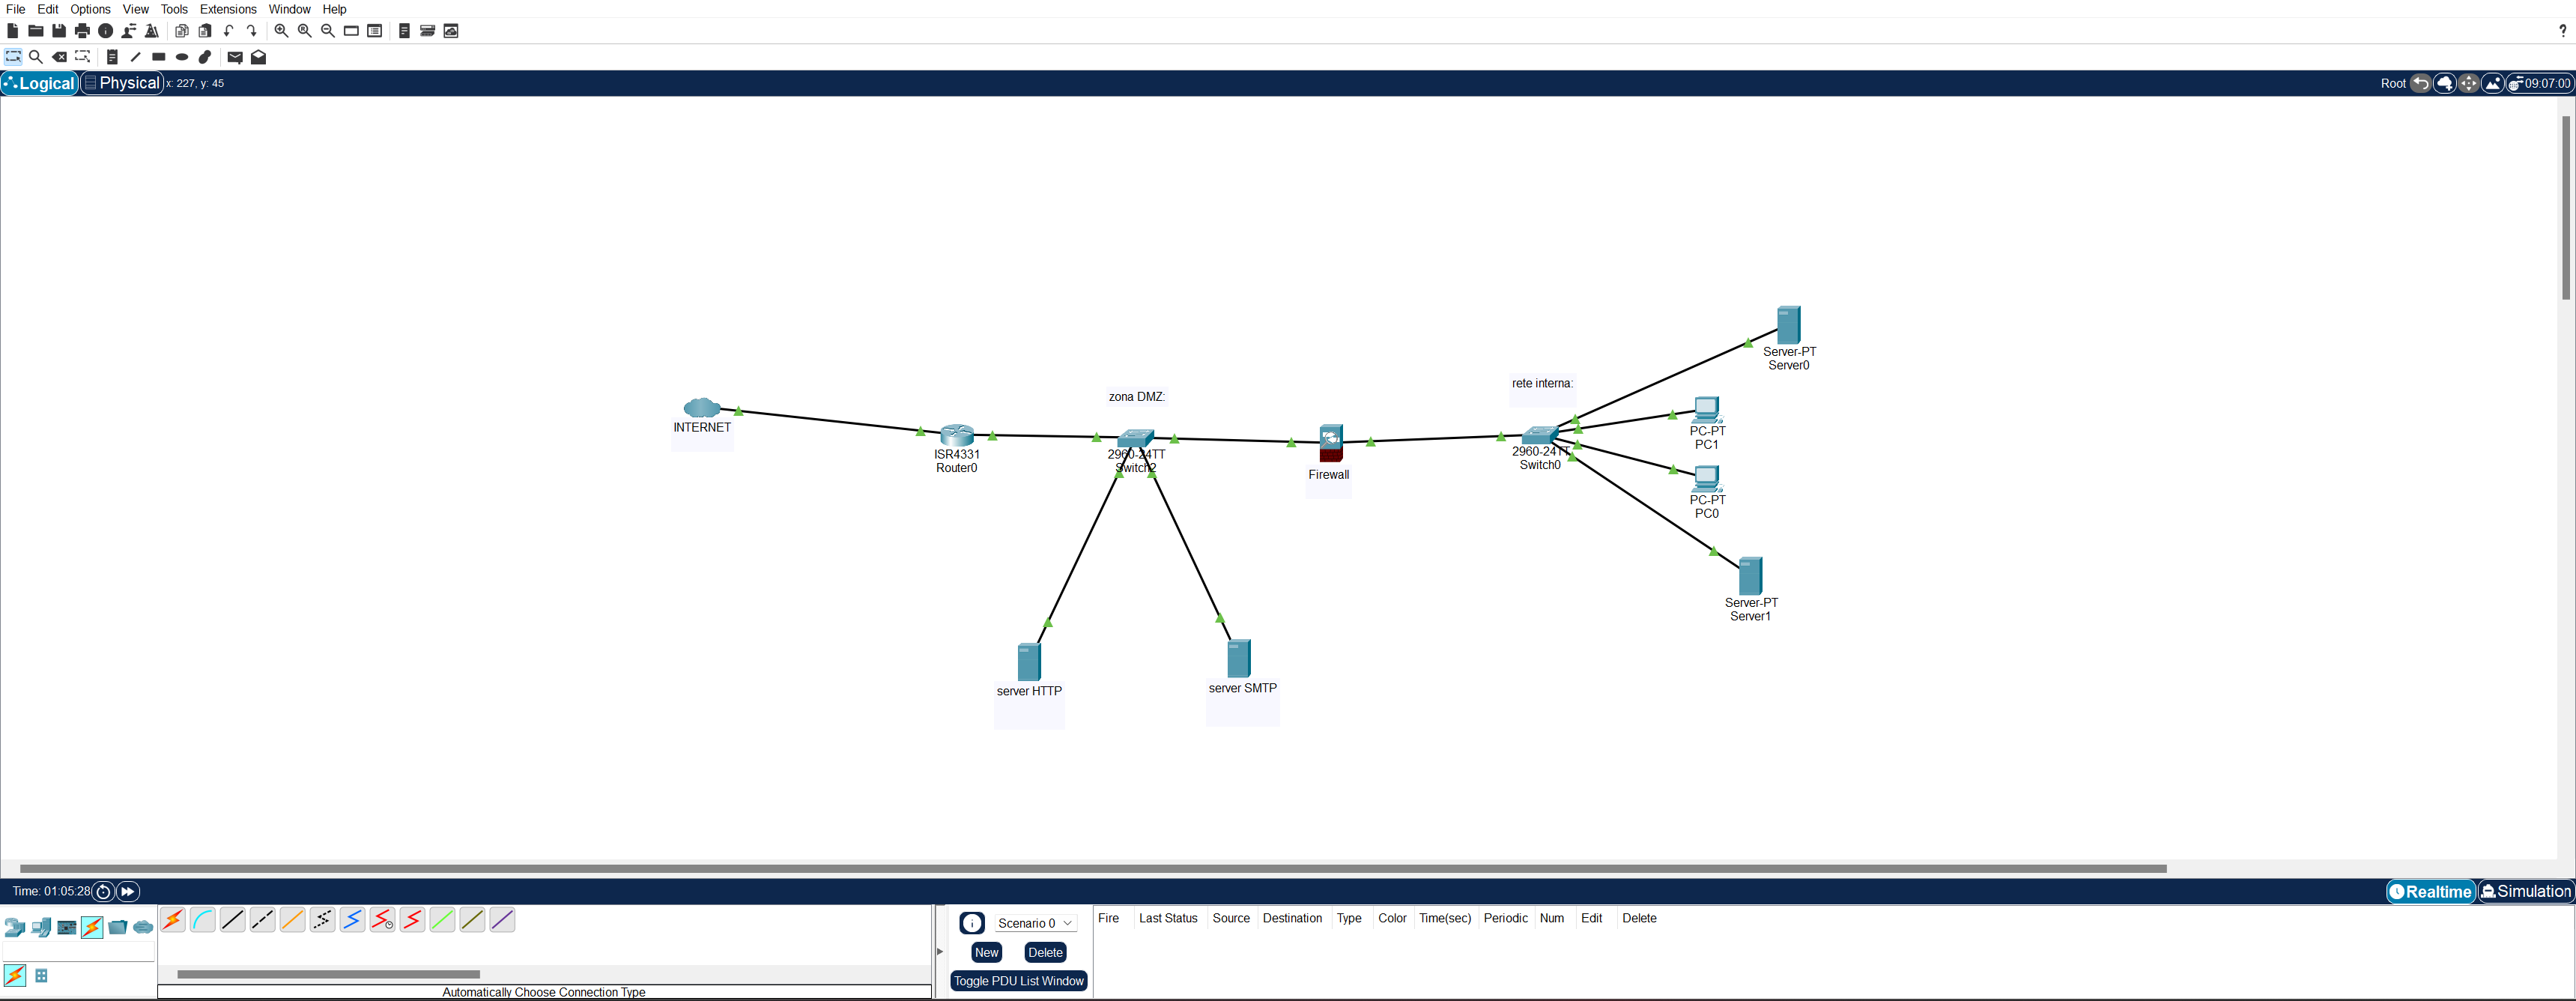 File Edit Options View Tools Extensions Window Help
?
Logical Physical x: 227, y: 45
Root 09:07:00
Server-PT
Server0
rete interna:
zona DMZ:
INTERNET
PC-PT
PC1
ISR4331
Router0
2960-24TT
Switch2
2960-24TT
Switch0
Firewall
PC-PT
PC0
Server-PT
Server1
server HTTP
server SMTP
Time: 01:05:28
Realtime Simulation
Scenario 0
Fire Last Status Source Destination Type Color Time(sec) Periodic Num Edit Delete
New Delete
Toggle PDU List Window
Automatically Choose Connection Type